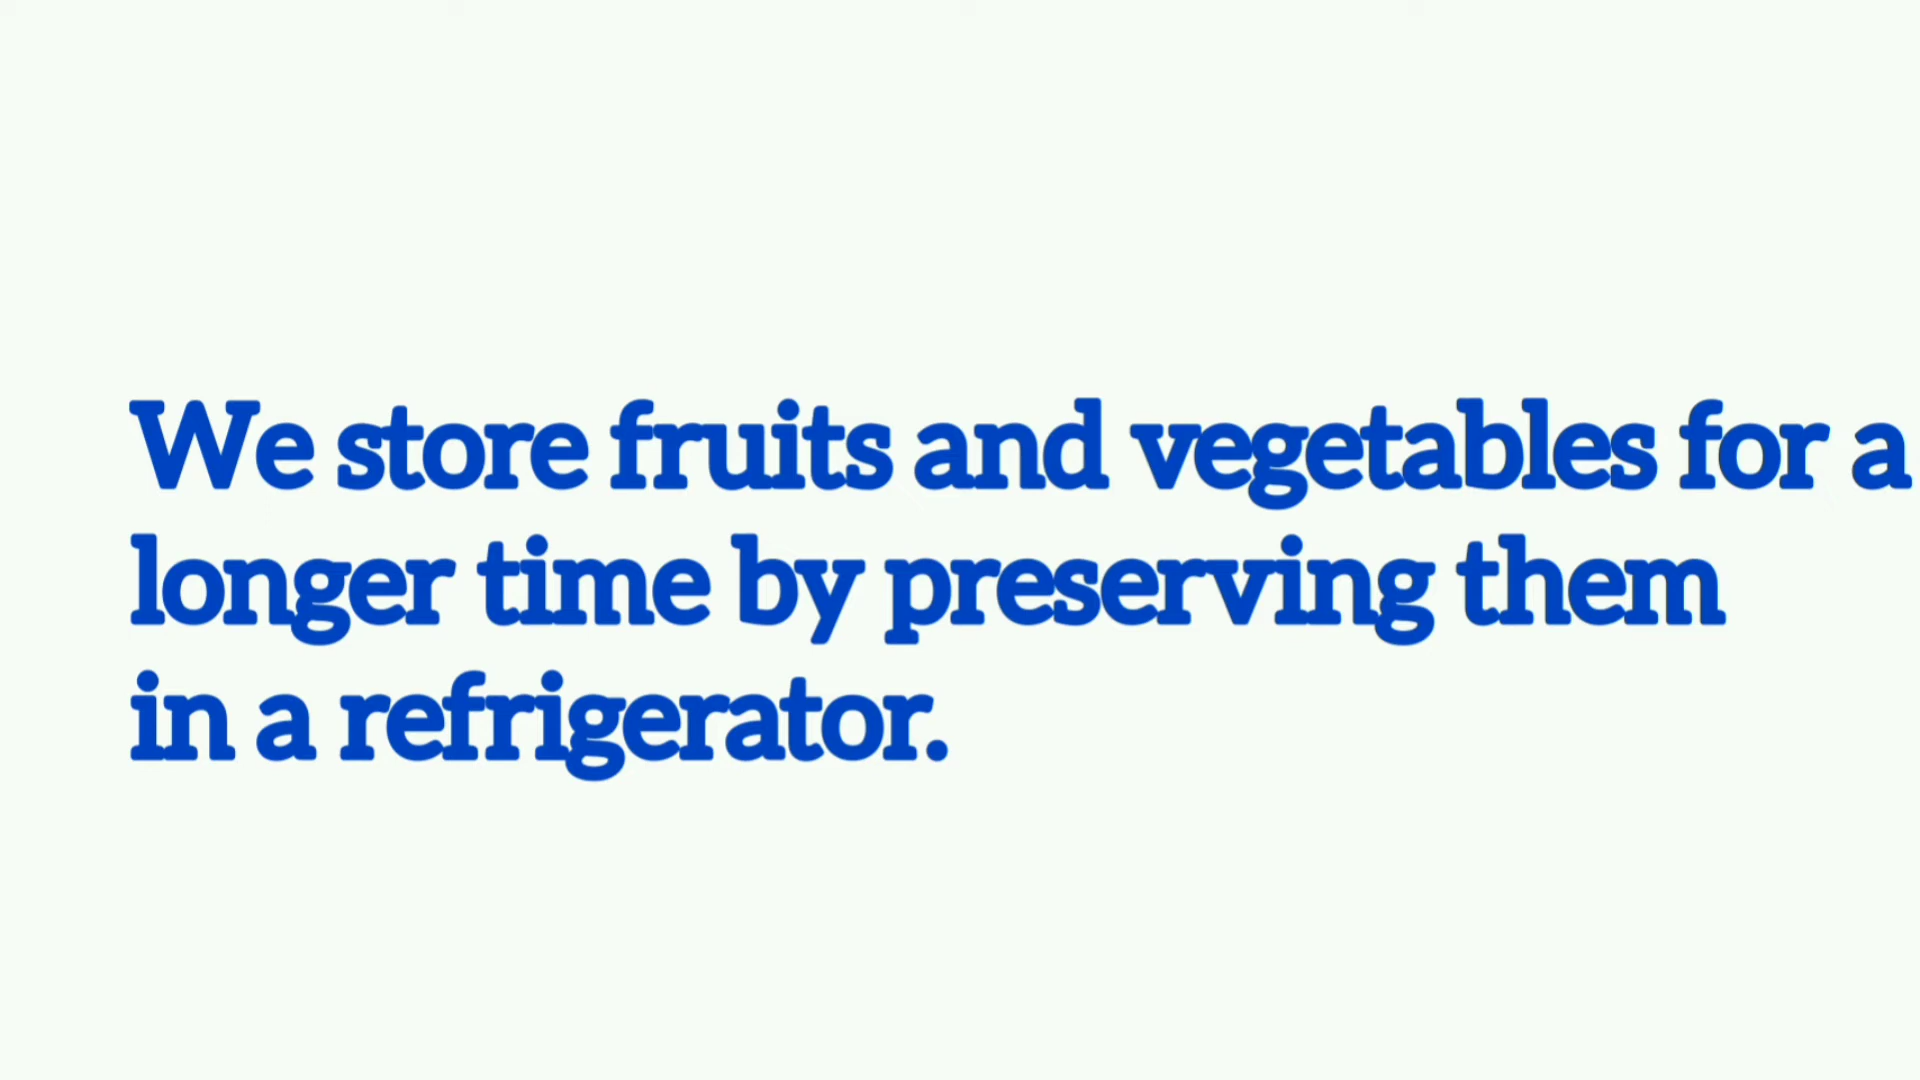 We store fruits and vegetables for a
longer time by preserving them
in a refrigerator.